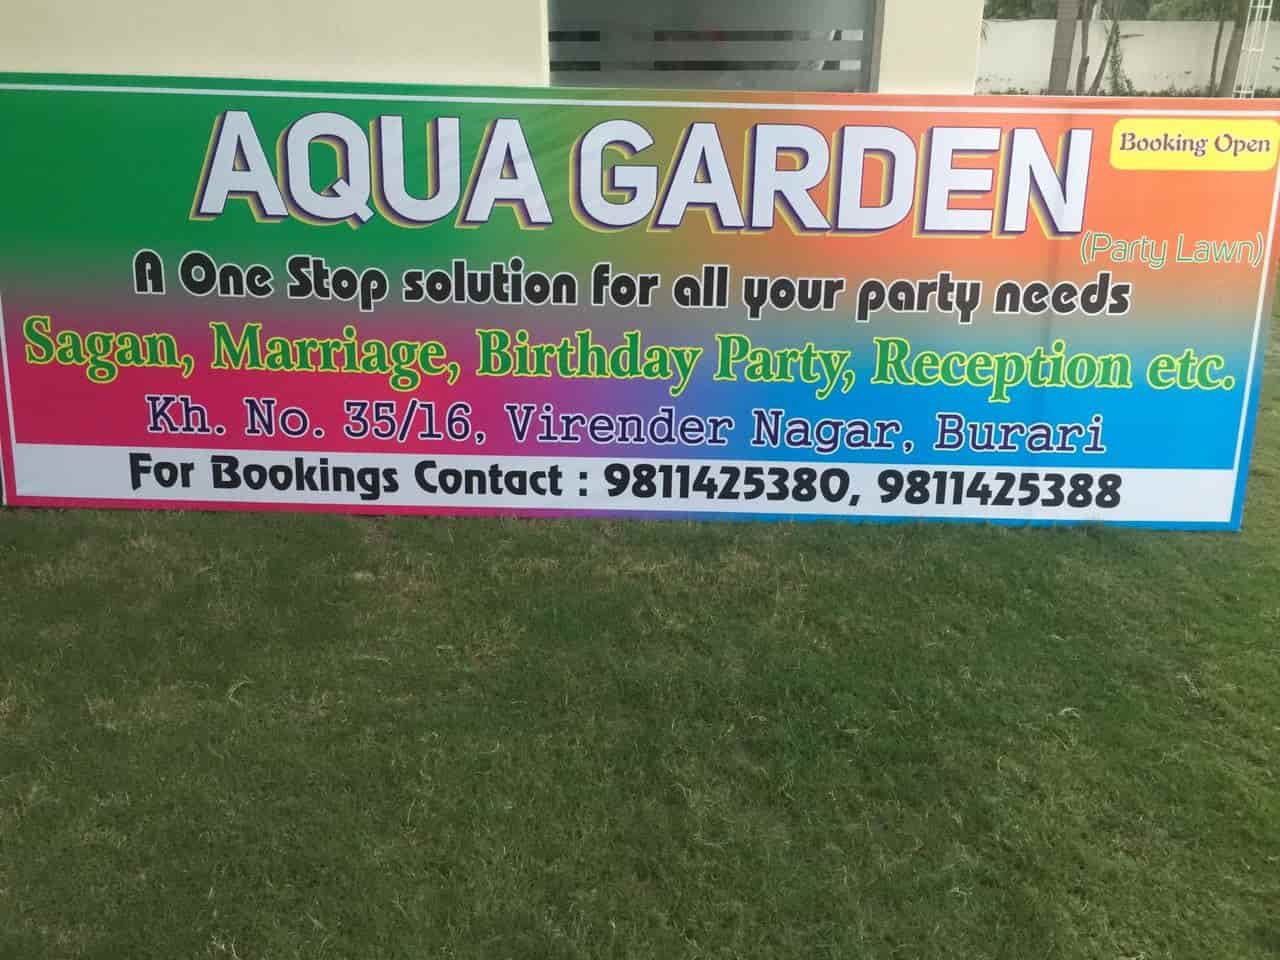 AQUA GARDEN
Booking Open
(Party Lawn)
A One Stop solution for all your party needs
Sagan, Marriage, Birthday Party, Reception etc.
Kh. No. 35/16, Virender Nagar, Burari
For Bookings Contact : 9811425380, 9811425388